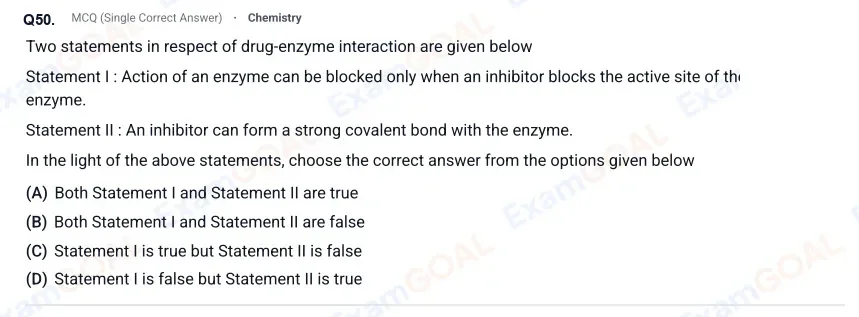 Q50. MCQ (Single Correct Answer) · Chemistry
Two statements in respect of drug-enzyme interaction are given below
Statement I : Action of an enzyme can be blocked only when an inhibitor blocks the active site of th
enzyme.
Statement II : An inhibitor can form a strong covalent bond with the enzyme.
In the light of the above statements, choose the correct answer from the options given below
(A) Both Statement I and Statement II are true
(B) Both Statement I and Statement II are false
(C) Statement I is true but Statement II is false
(D) Statement I is false but Statement II is true
ExamGOAL
ExamGOAL
ExamGOAL
ExamGOAL